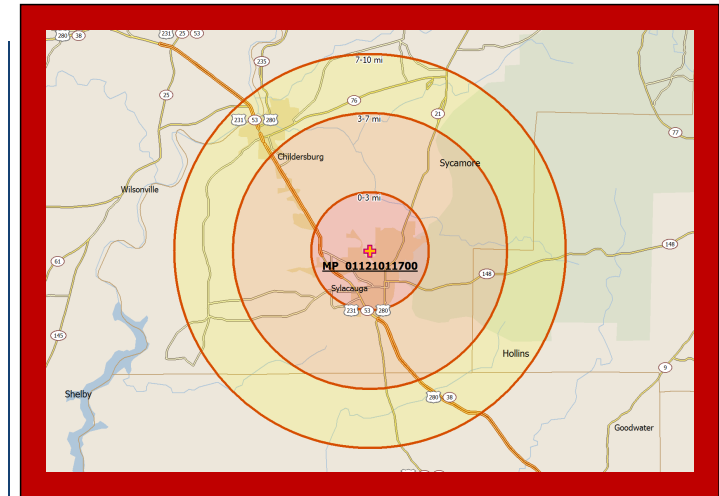 280 38
231 25 53
7-10 mi
235
25
76
231 53 280
21
3-7 mi
77
Childersburg
Sycamore
Wilsonville
0-3 mi
MP_01121011700
148
61
148
Sylacauga
231 53 280
145
Hollins
9
Shelby
280 38
Goodwater